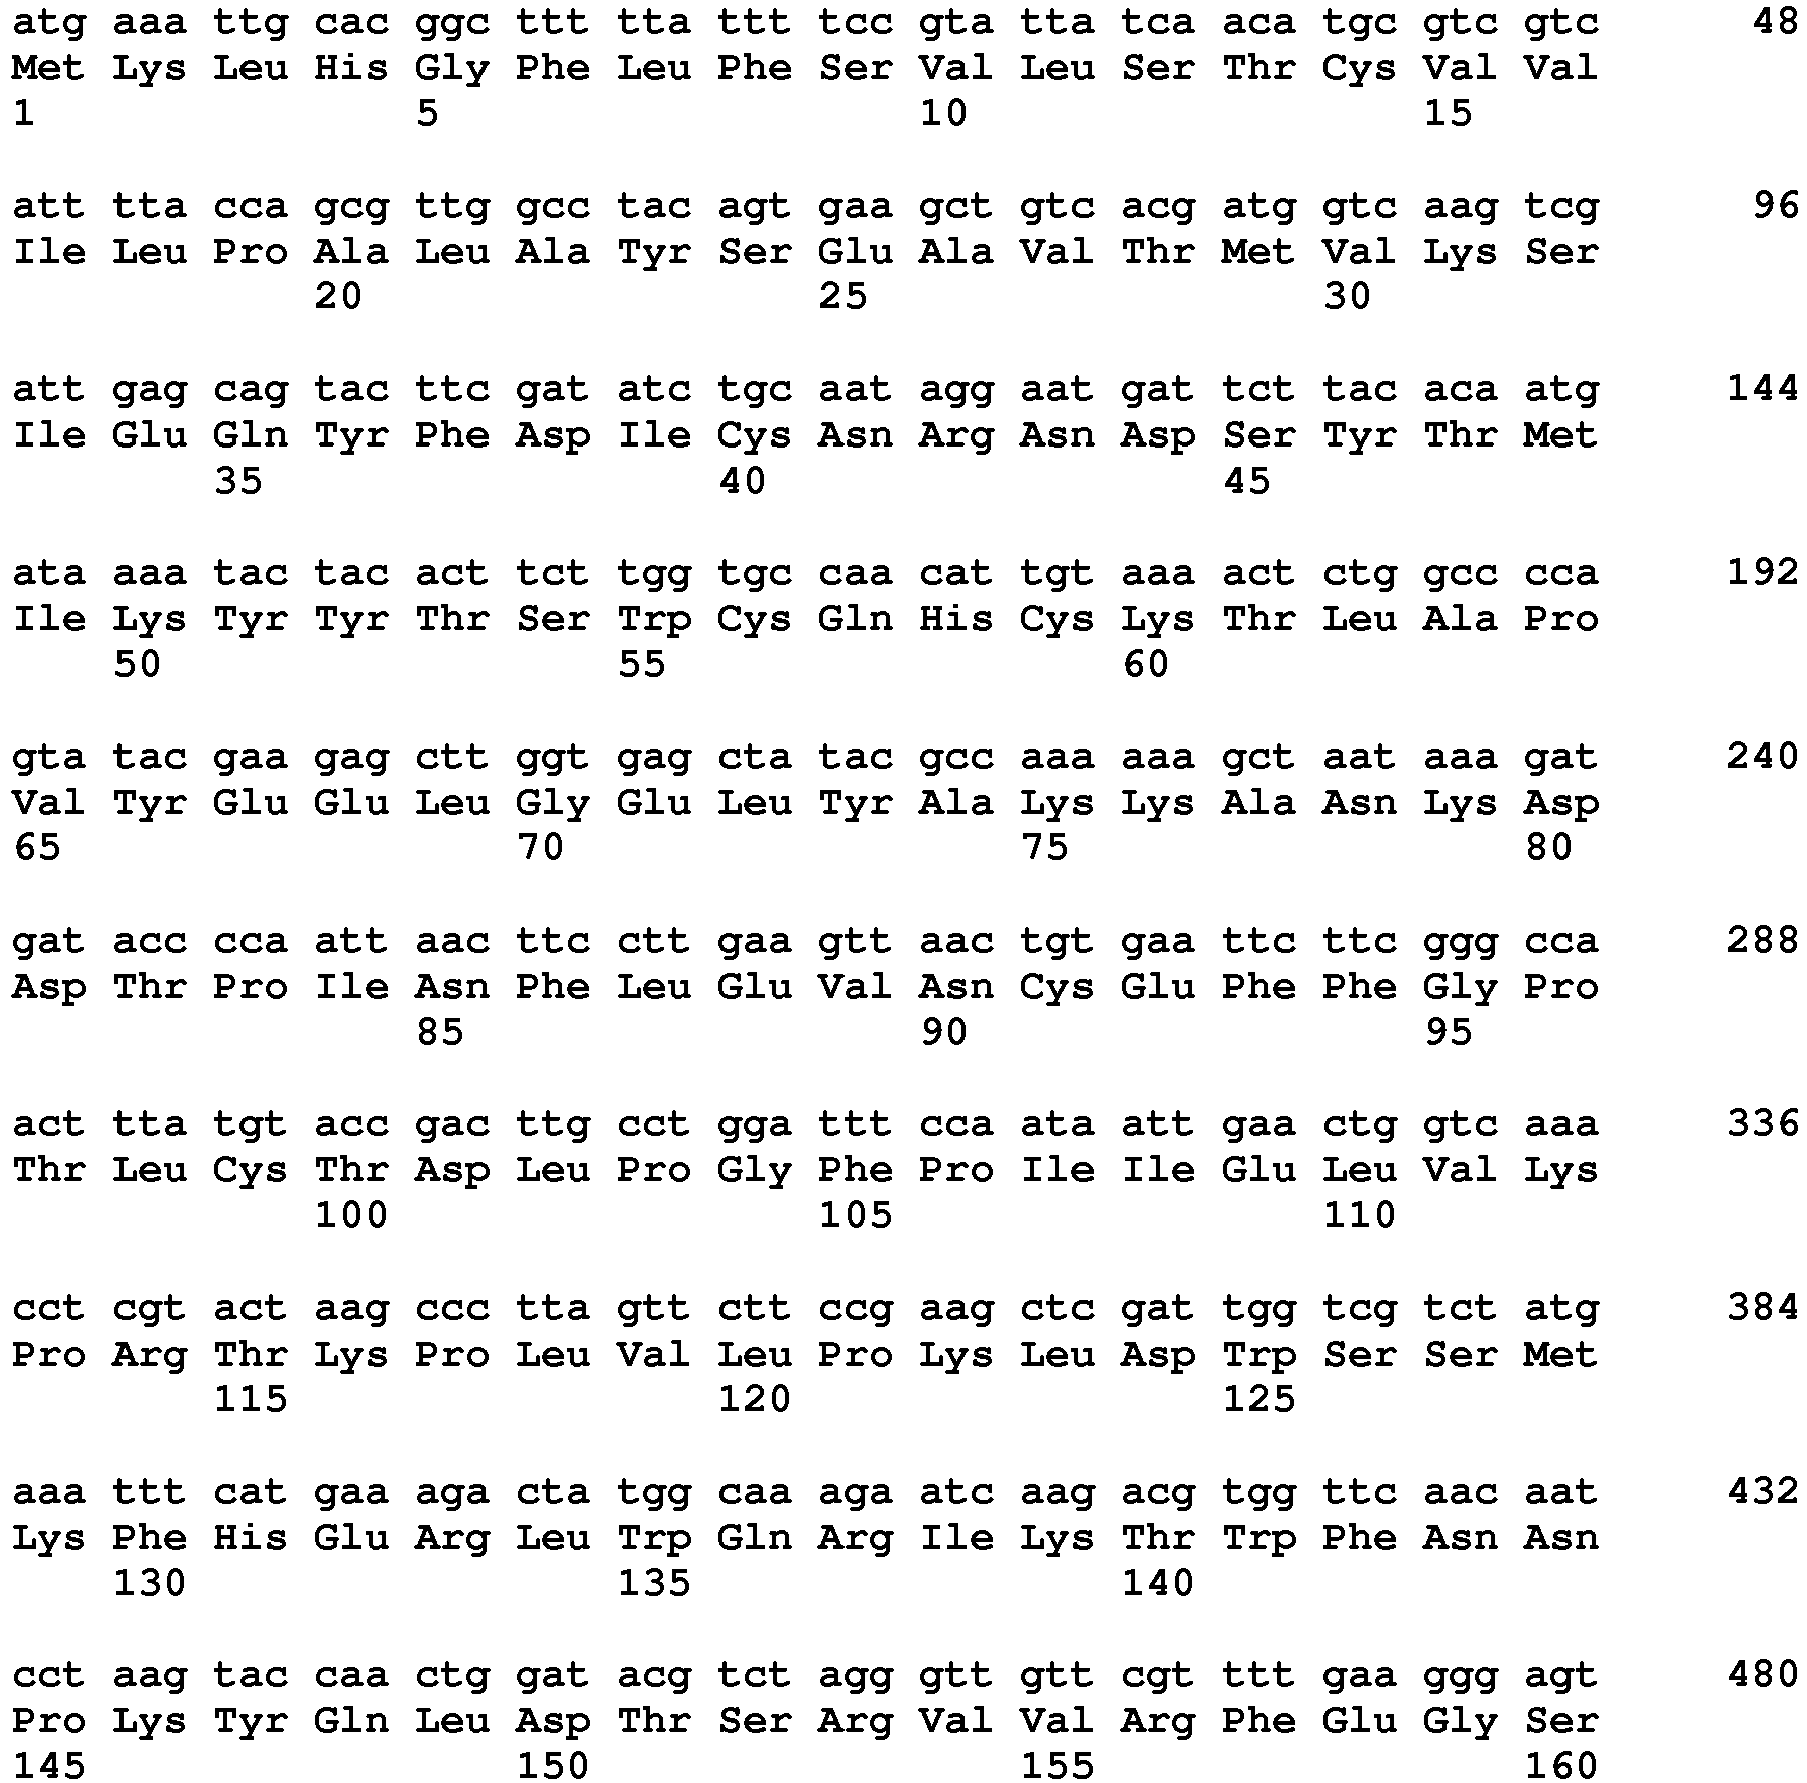 atg aaa ttg cac ggc ttt tta ttt tcc gta tta tca aca tgc gtc gtc 48
Met Lys Leu His Gly Phe Leu Phe Ser Val Leu Ser Thr Cys Val Val
1 5 10 15
att tta cca gcg ttg gcc tac agt gaa gct gtc acg atg gtc aag tcg 96
Ile Leu Pro Ala Leu Ala Tyr Ser Glu Ala Val Thr Met Val Lys Ser
20 25 30
att gag cag tac ttc gat atc tgc aat agg aat gat tct tac aca atg 144
Ile Glu Gln Tyr Phe Asp Ile Cys Asn Arg Asn Asp Ser Tyr Thr Met
35 40 45
ata aaa tac tac act tct tgg tgc caa cat tgt aaa act ctg gcc cca 192
Ile Lys Tyr Tyr Thr Ser Trp Cys Gln His Cys Lys Thr Leu Ala Pro
50 55 60
gta tac gaa gag ctt ggt gag cta tac gcc aaa aaa gct aat aaa gat 240
Val Tyr Glu Glu Leu Gly Glu Leu Tyr Ala Lys Lys Ala Asn Lys Asp
65 70 75 80
gat acc cca att aac ttc ctt gaa gtt aac tgt gaa ttc ttc ggg cca 288
Asp Thr Pro Ile Asn Phe Leu Glu Val Asn Cys Glu Phe Phe Gly Pro
85 90 95
act tta tgt acc gac ttg cct gga ttt cca ata att gaa ctg gtc aaa 336
Thr Leu Cys Thr Asp Leu Pro Gly Phe Pro Ile Ile Glu Leu Val Lys
100 105 110
cct cgt act aag ccc tta gtt ctt ccg aag ctc gat tgg tcg tct atg 384
Pro Arg Thr Lys Pro Leu Val Leu Pro Lys Leu Asp Trp Ser Ser Met
115 120 125
aaa ttt cat gaa aga cta tgg caa aga atc aag acg tgg ttc aac aat 432
Lys Phe His Glu Arg Leu Trp Gln Arg Ile Lys Thr Trp Phe Asn Asn
130 135 140
cct aag tac caa ctg gat acg tct agg gtt gtt cgt ttt gaa ggg agt 480
Pro Lys Tyr Gln Leu Asp Thr Ser Arg Val Val Arg Phe Glu Gly Ser
145 150 155 160